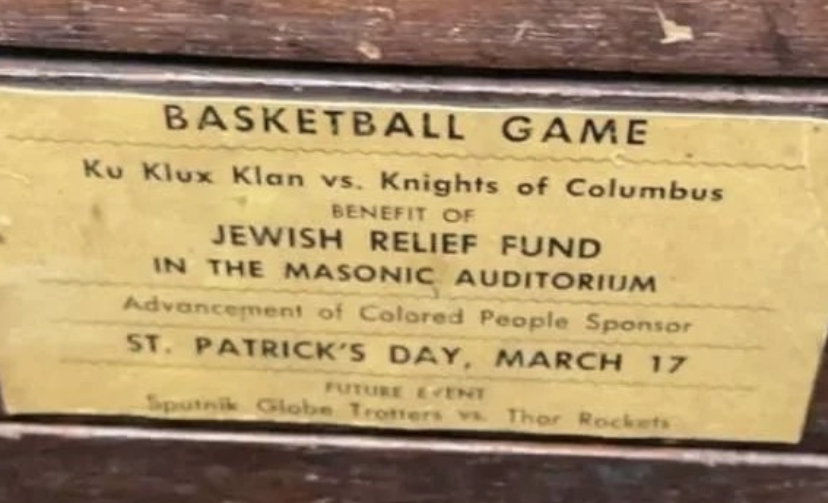 BASKETBALL GAME
Ku Klux Klan vs. Knights of Columbus
BENEFIT OF
JEWISH RELIEF FUND
IN THE MASONIC AUDITORIUM
Advancement of Colored People Sponsor
ST. PATRICK'S DAY, MARCH 17
FUTURE EVENT
Sputnik Globe Trotters vs. Thor Rockets